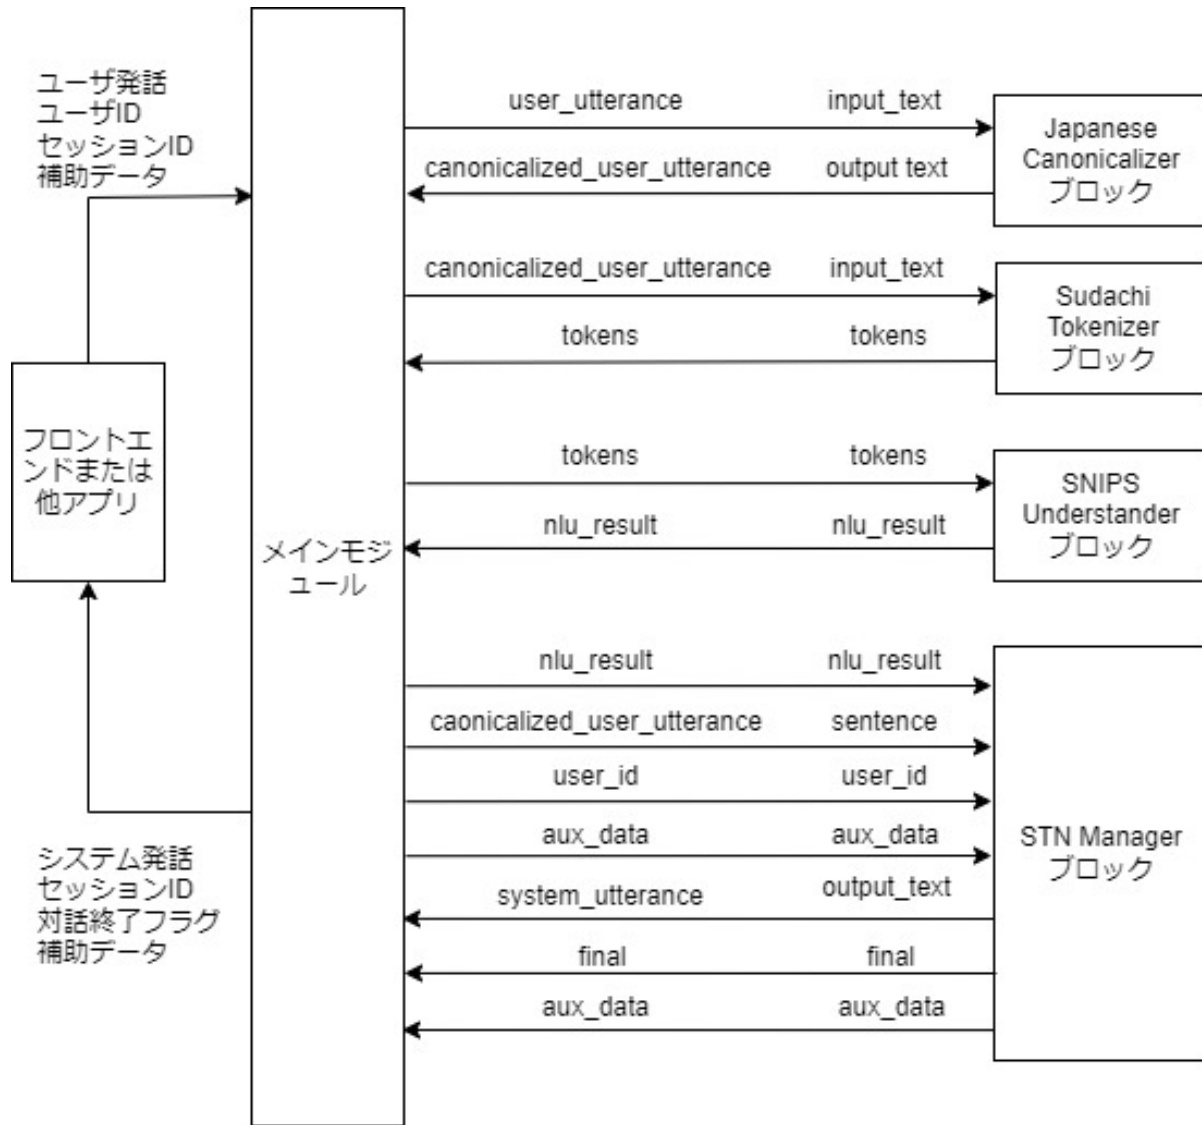 ユーザ発話
ユーザID
セッションID
補助データ
フロントエ
ンドまたは
他アプリ
システム発話
セッションID
対話終了フラグ
補助データ
メインモジ
ュール
user_utterance input_text
canonicalized_user_utterance output text
Japanese
Canonicalizer
ブロック
canonicalized_user_utterance input_text
tokens tokens
Sudachi
Tokenizer
ブロック
tokens tokens
nlu_result nlu_result
SNIPS
Understander
ブロック
nlu_result nlu_result
caonicalized_user_utterance sentence
user_id user_id
aux_data aux_data
system_utterance output_text
final final
aux_data aux_data
STN Manager
ブロック